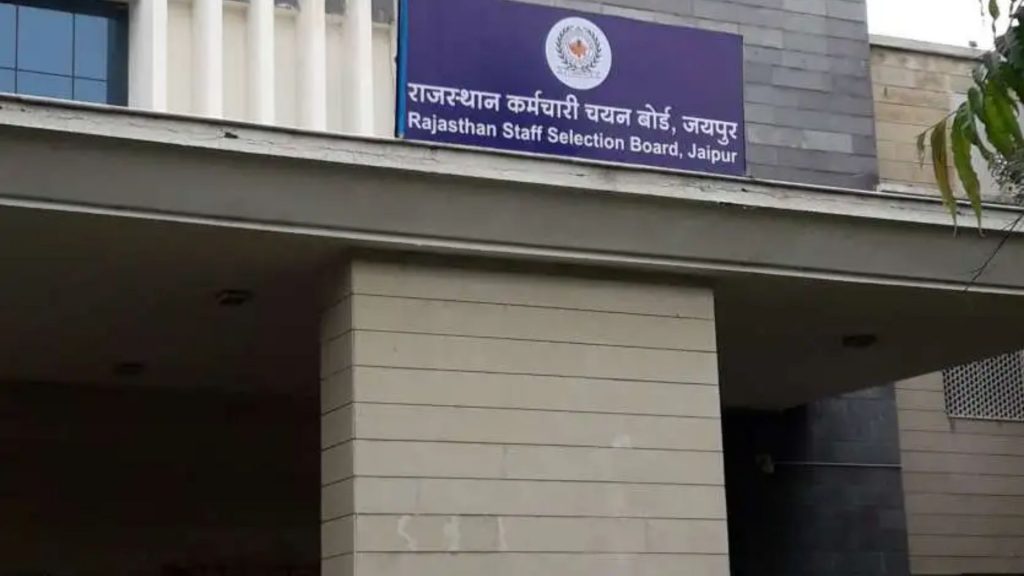 राजस्थान कर्मचारी चयन बोर्ड, जयपुर
Rajasthan Staff Selection Board, Jaipur